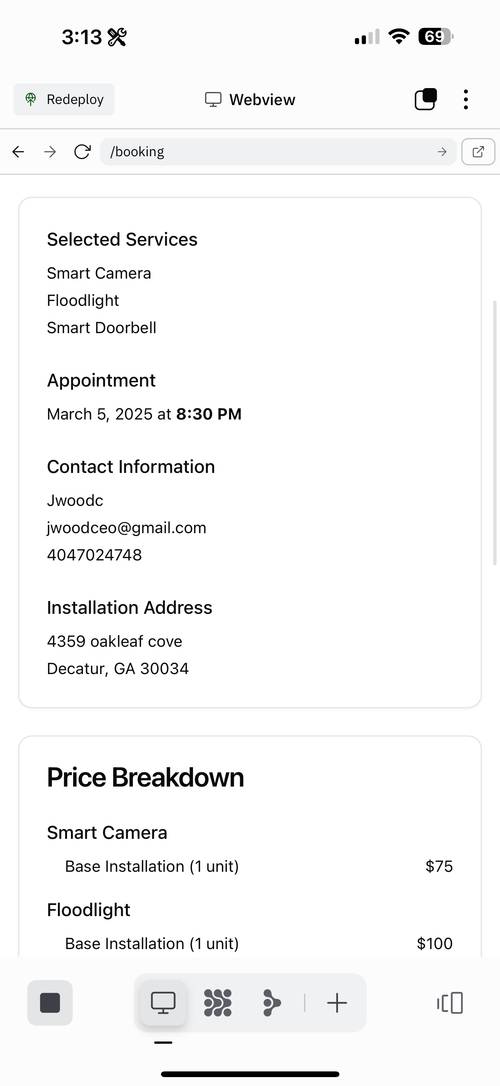 3:13
69
Redeploy
Webview
/booking
Selected Services
Smart Camera
Floodlight
Smart Doorbell
Appointment
March 5, 2025 at 8:30 PM
Contact Information
Jwoodc
jwoodceo@gmail.com
4047024748
Installation Address
4359 oakleaf cove
Decatur, GA 30034
Price Breakdown
Smart Camera
Base Installation (1 unit) $75
Floodlight
Base Installation (1 unit) $100